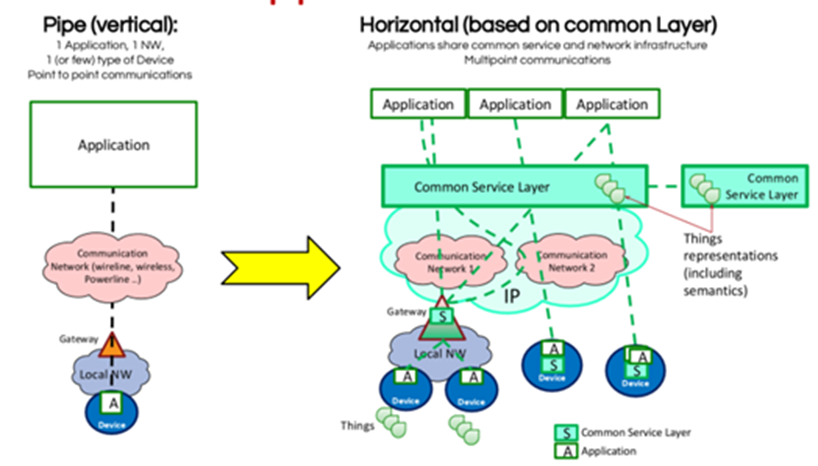 Pipe (vertical):
1 Application, 1 NW,
1 (or few) type of Device
Point to point communications
Application
Communication
Network (wireline, wireless,
Powerline ..)
Gateway
Local NW
A
Device
Horizontal (based on common Layer)
Applications share common service and network infrastructure
Multipoint communications
Application
Application
Application
Common Service Layer
Common
Service Layer
Things
representations
(including
semantics)
Communication
Network 1
Communication
Network 2
IP
Gateway
S
Local NW
A
Device
A
Device
A
S
Device
A
S
Device
Things
S Common Service Layer
A Application